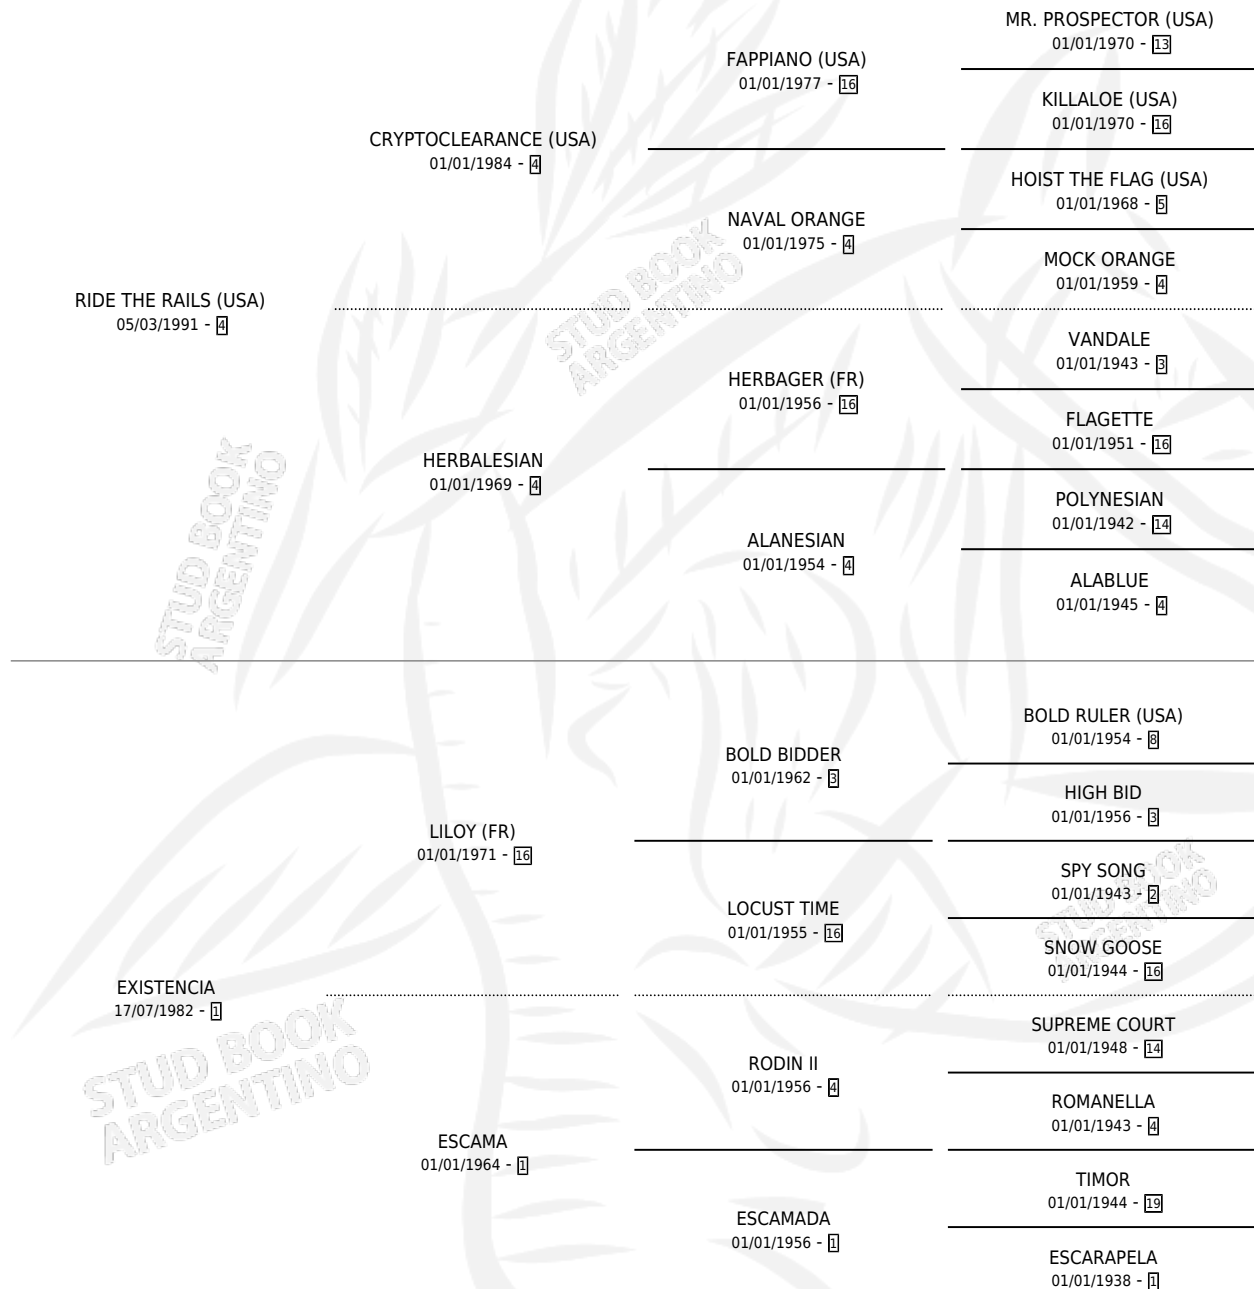 MR. PROSPECTOR (USA)
01/01/1970 - 13
FAPPIANO (USA)
01/01/1977 - 16
KILLALOE (USA)
01/01/1970 - 16
CRYPTOCLEARANCE (USA)
01/01/1984 - 4
HOIST THE FLAG (USA)
01/01/1968 - 5
NAVAL ORANGE
01/01/1975 - 4
MOCK ORANGE
01/01/1959 - 4
RIDE THE RAILS (USA)
05/03/1991 - 4
VANDALE
01/01/1943 - 3
HERBAGER (FR)
01/01/1956 - 16
FLAGETTE
01/01/1951 - 16
HERBALESIAN
01/01/1969 - 4
POLYNESIAN
01/01/1942 - 14
ALANESIAN
01/01/1954 - 4
ALABLUE
01/01/1945 - 4
BOLD RULER (USA)
01/01/1954 - 8
BOLD BIDDER
01/01/1962 - 3
HIGH BID
01/01/1956 - 3
LILOY (FR)
01/01/1971 - 16
SPY SONG
01/01/1943 - 2
LOCUST TIME
01/01/1955 - 16
SNOW GOOSE
01/01/1944 - 16
EXISTENCIA
17/07/1982 - 1
SUPREME COURT
01/01/1948 - 14
RODIN II
01/01/1956 - 4
ROMANELLA
01/01/1943 - 4
ESCAMA
01/01/1964 - 1
TIMOR
01/01/1944 - 19
ESCAMADA
01/01/1956 - 1
ESCARAPELA
01/01/1938 - 1
STUD BOOK
ARGENTINO
STUD BOOK
ARGENTINO
STUD BOOK
ARGENTINO
STUD BOOK
ARGENTINO